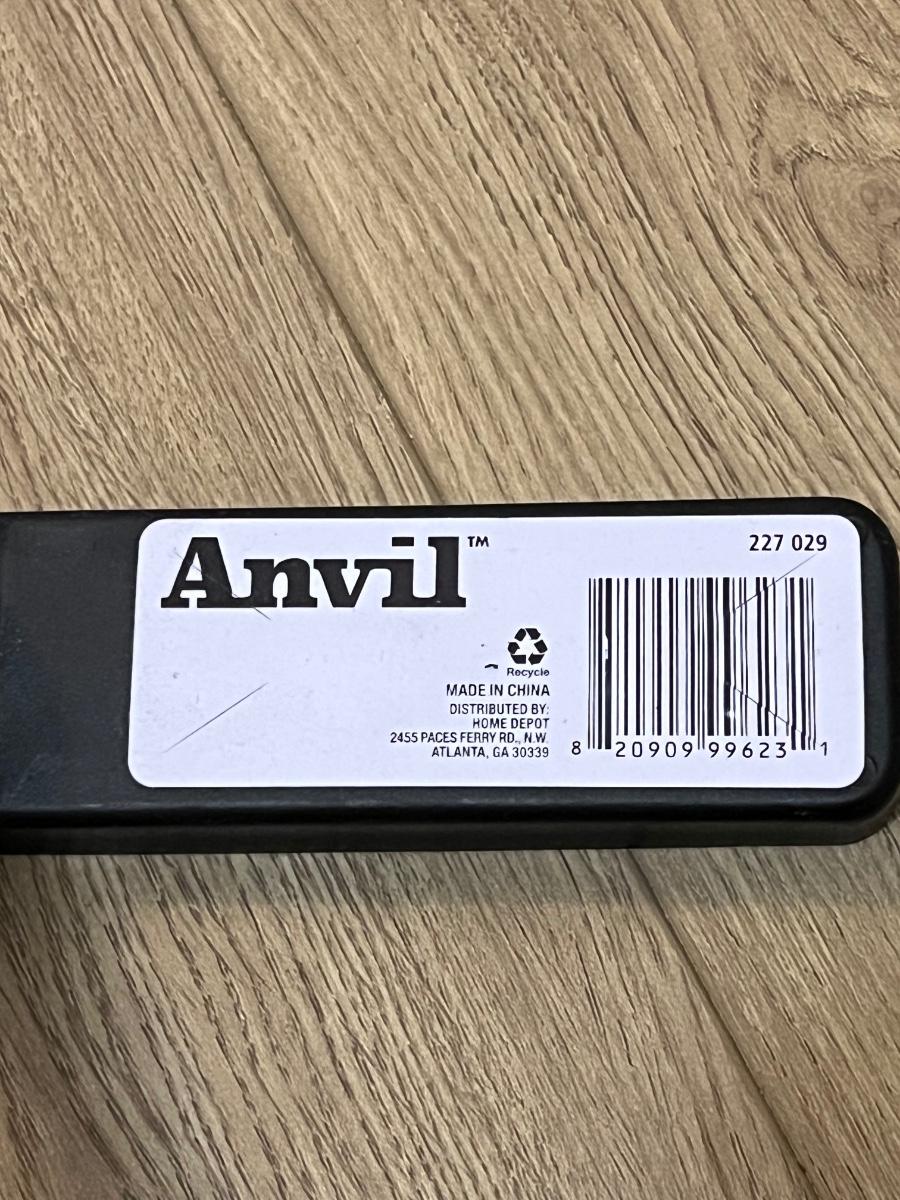 Anvil™
227 029
Recycle
MADE IN CHINA
DISTRIBUTED BY:
HOME DEPOT
2455 PACES FERRY RD., N.W.
ATLANTA, GA 30339
8 20909 99623 1